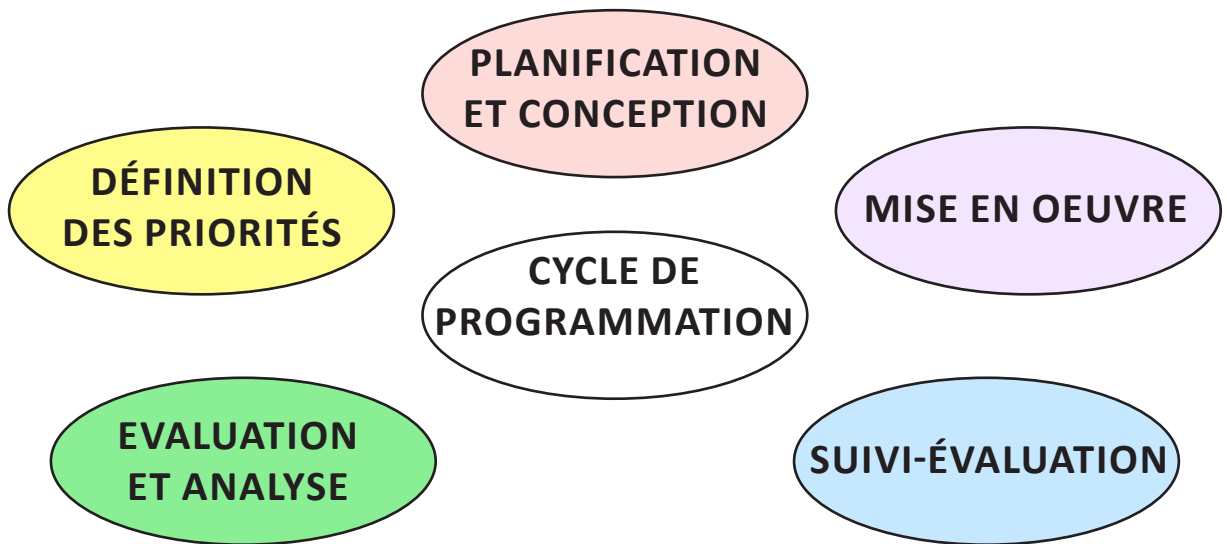 PLANIFICATION
ET CONCEPTION
DÉFINITION
DES PRIORITÉS
MISE EN OEUVRE
CYCLE DE
PROGRAMMATION
EVALUATION
ET ANALYSE
SUIVI-ÉVALUATION